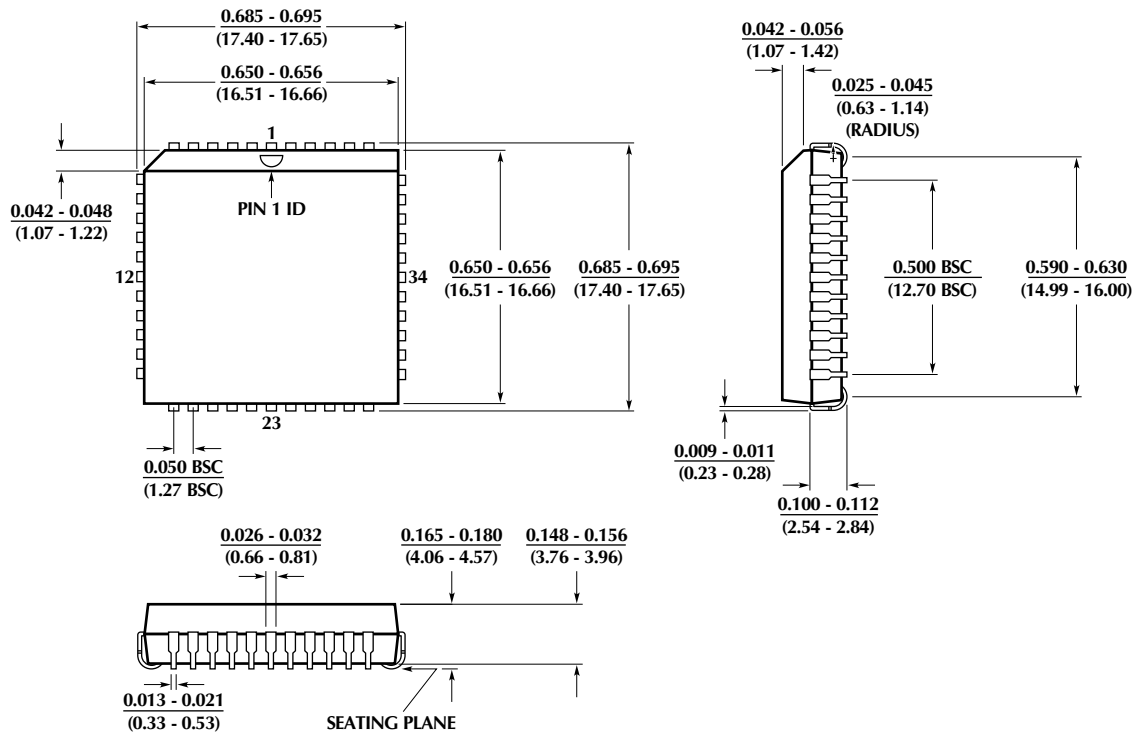 0.685 - 0.695
(17.40 - 17.65)
0.650 - 0.656
(16.51 - 16.66)
1
PIN 1 ID
0.042 - 0.048
(1.07 - 1.22)
12
34
0.650 - 0.656
(16.51 - 16.66)
0.685 - 0.695
(17.40 - 17.65)
23
0.050 BSC
(1.27 BSC)
0.042 - 0.056
(1.07 - 1.42)
0.025 - 0.045
(0.63 - 1.14)
(RADIUS)
0.500 BSC
(12.70 BSC)
0.590 - 0.630
(14.99 - 16.00)
0.009 - 0.011
(0.23 - 0.28)
0.100 - 0.112
(2.54 - 2.84)
0.026 - 0.032
(0.66 - 0.81)
0.165 - 0.180
(4.06 - 4.57)
0.148 - 0.156
(3.76 - 3.96)
0.013 - 0.021
(0.33 - 0.53)
SEATING PLANE